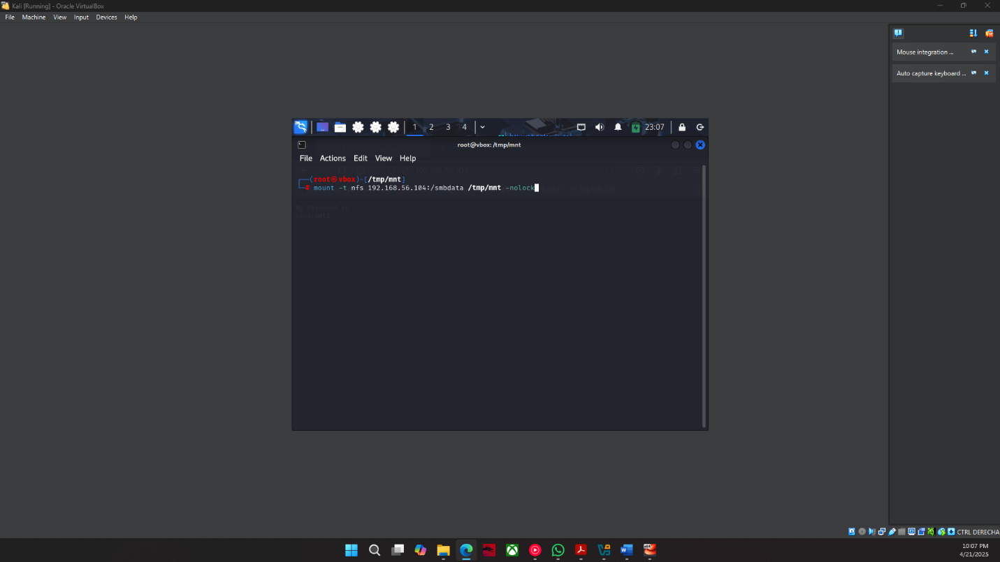 Kali [Running] - Oracle VirtualBox
File Machine View Input Devices Help
Mouse integration ...
Auto capture keyboard ...
1 2 3 4
23:07
root@vbox: /tmp/mnt
File Actions Edit View Help
┌──(root㉿vbox)-[/tmp/mnt]
└─# mount -t nfs 192.168.56.104:/smbdata /tmp/mnt -nolock
CTRL DERECHA
10:07 PM
4/21/2025